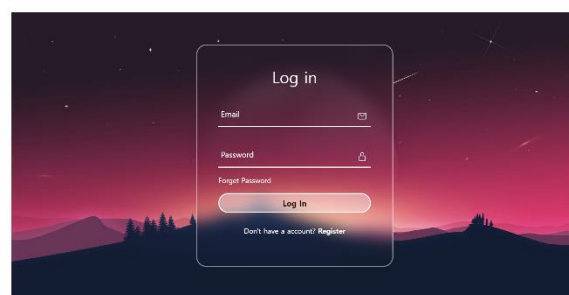 Log in
Email
Password
Forget Password
Log In
Don't have a account? Register